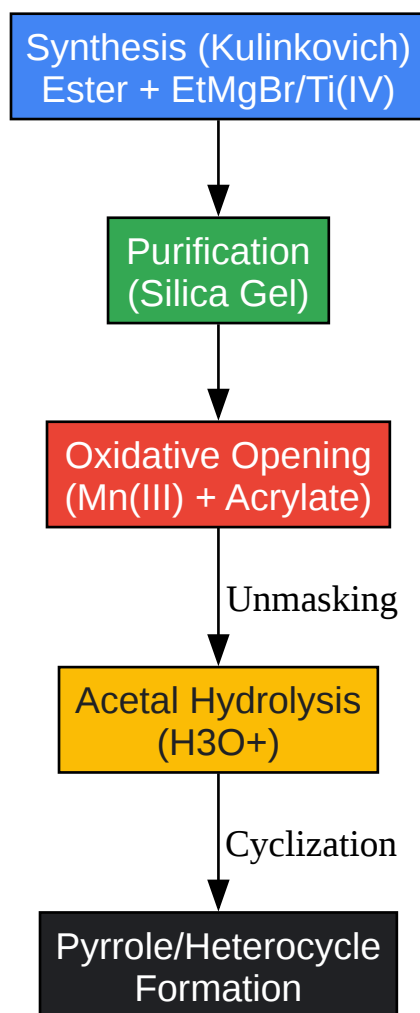 Synthesis (Kulinkovich)
Ester + EtMgBr/Ti(IV)
Purification
(Silica Gel)
Oxidative Opening
(Mn(III) + Acrylate)
Unmasking
Acetal Hydrolysis
(H3O+)
Cyclization
Pyrrole/Heterocycle
Formation